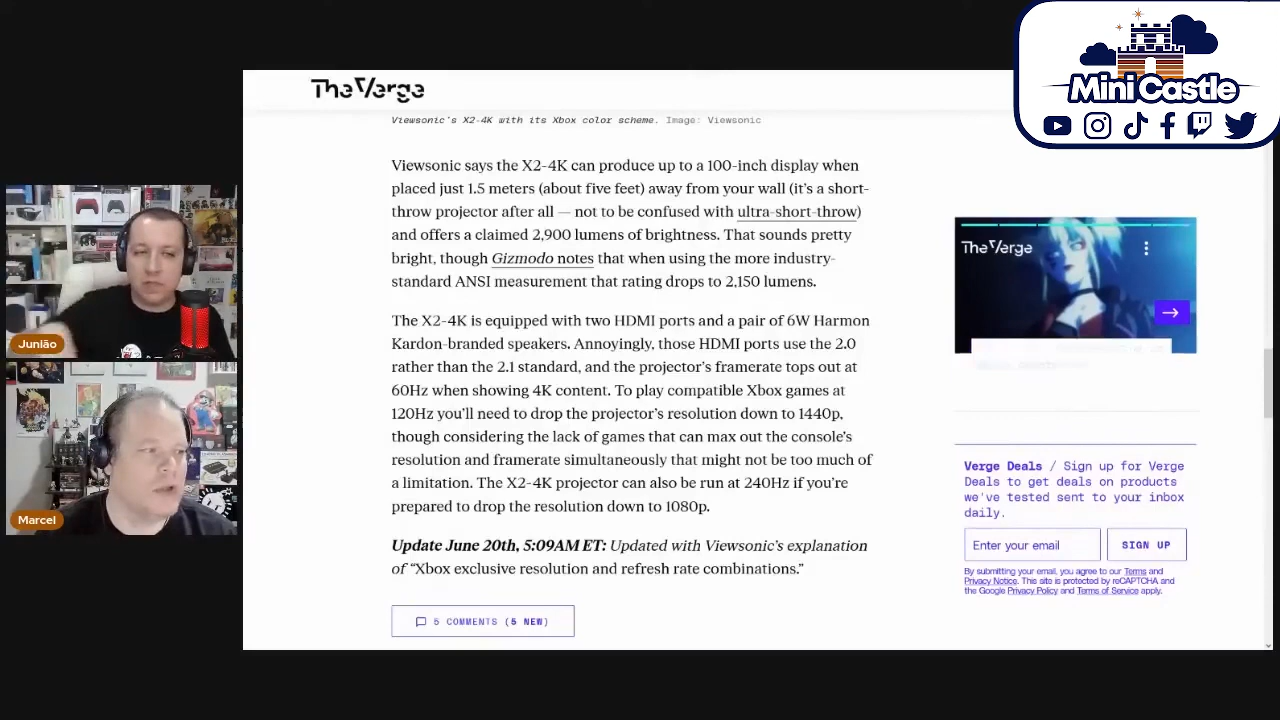 Mini Castle
The Verge
Viewsonic's X2-4K with its Xbox color scheme. Image: Viewsonic
Viewsonic says the X2-4K can produce up to a 100-inch display when
placed just 1.5 meters (about five feet) away from your wall (it's a short-
throw projector after all — not to be confused with ultra-short-throw)
and offers a claimed 2,900 lumens of brightness. That sounds pretty
bright, though Gizmodo notes that when using the more industry-
standard ANSI measurement that rating drops to 2,150 lumens.
The X2-4K is equipped with two HDMI ports and a pair of 6W Harmon
Kardon-branded speakers. Annoyingly, those HDMI ports use the 2.0
rather than the 2.1 standard, and the projector's framerate tops out at
60Hz when showing 4K content. To play compatible Xbox games at
120Hz you'll need to drop the projector's resolution down to 1440p,
though considering the lack of games that can max out the console's
resolution and framerate simultaneously that might not be too much of
a limitation. The X2-4K projector can also be run at 240Hz if you're
prepared to drop the resolution down to 1080p.
Update June 20th, 5:09AM ET: Updated with Viewsonic's explanation
of “Xbox exclusive resolution and refresh rate combinations.”
5 COMMENTS (5 NEW)
The Verge
Verge Deals / Sign up for Verge
Deals to get deals on products
we've tested sent to your inbox
daily.
Enter your email
SIGN UP
By submitting your email, you agree to our Terms and
Privacy Notice. This site is protected by reCAPTCHA and
the Google Privacy Policy and Terms of Service apply.
Junião
Marcel